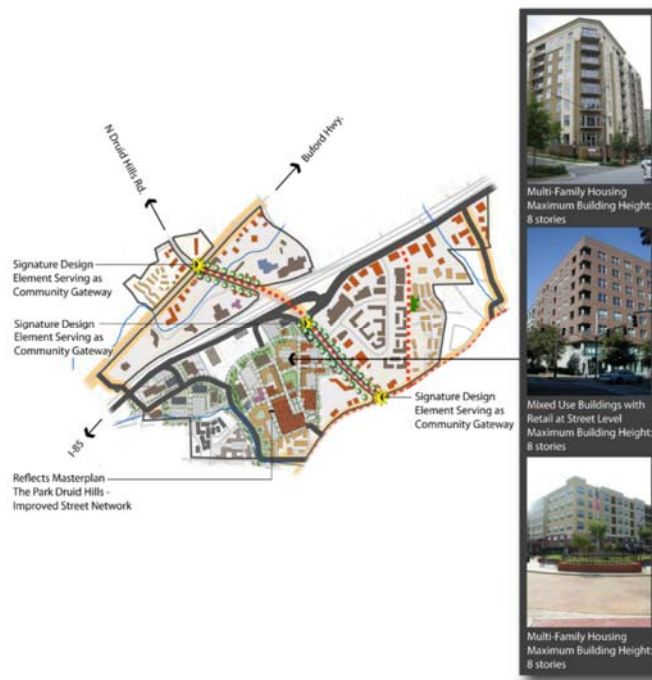 N Druid Hills Rd.
Buford Hwy.
Signature Design
Element Serving as
Community Gateway
Signature Design
Element Serving as
Community Gateway
Signature Design
Element Serving as
Community Gateway
I-85
Reflects Masterplan
The Park Druid Hills -
Improved Street Network
Multi-Family Housing
Maximum Building Height:
8 stories
Mixed Use Buildings with
Retail at Street Level
Maximum Building Height:
8 stories
Multi-Family Housing
Maximum Building Height:
8 stories